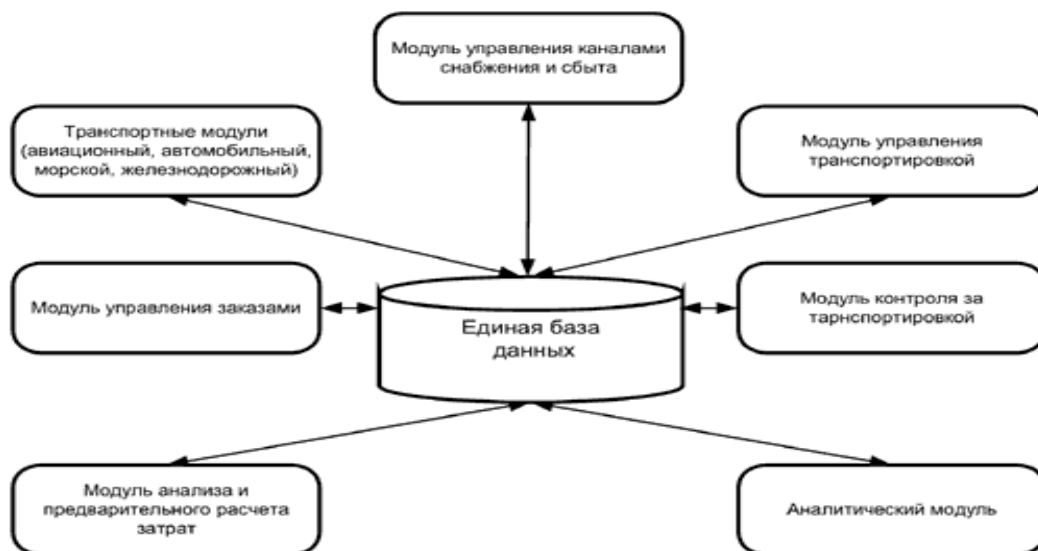 Модуль управления каналами
снабжения и сбыта
Транспортные модули
(авиационный, автомобильный,
морской, железнодорожный)
Модуль управления
транспортировкой
Модуль управления заказами
Единая база
данных
Модуль контроля за
тарнспортировкой
Модуль анализа и
предварительного расчета
затрат
Аналитический модуль